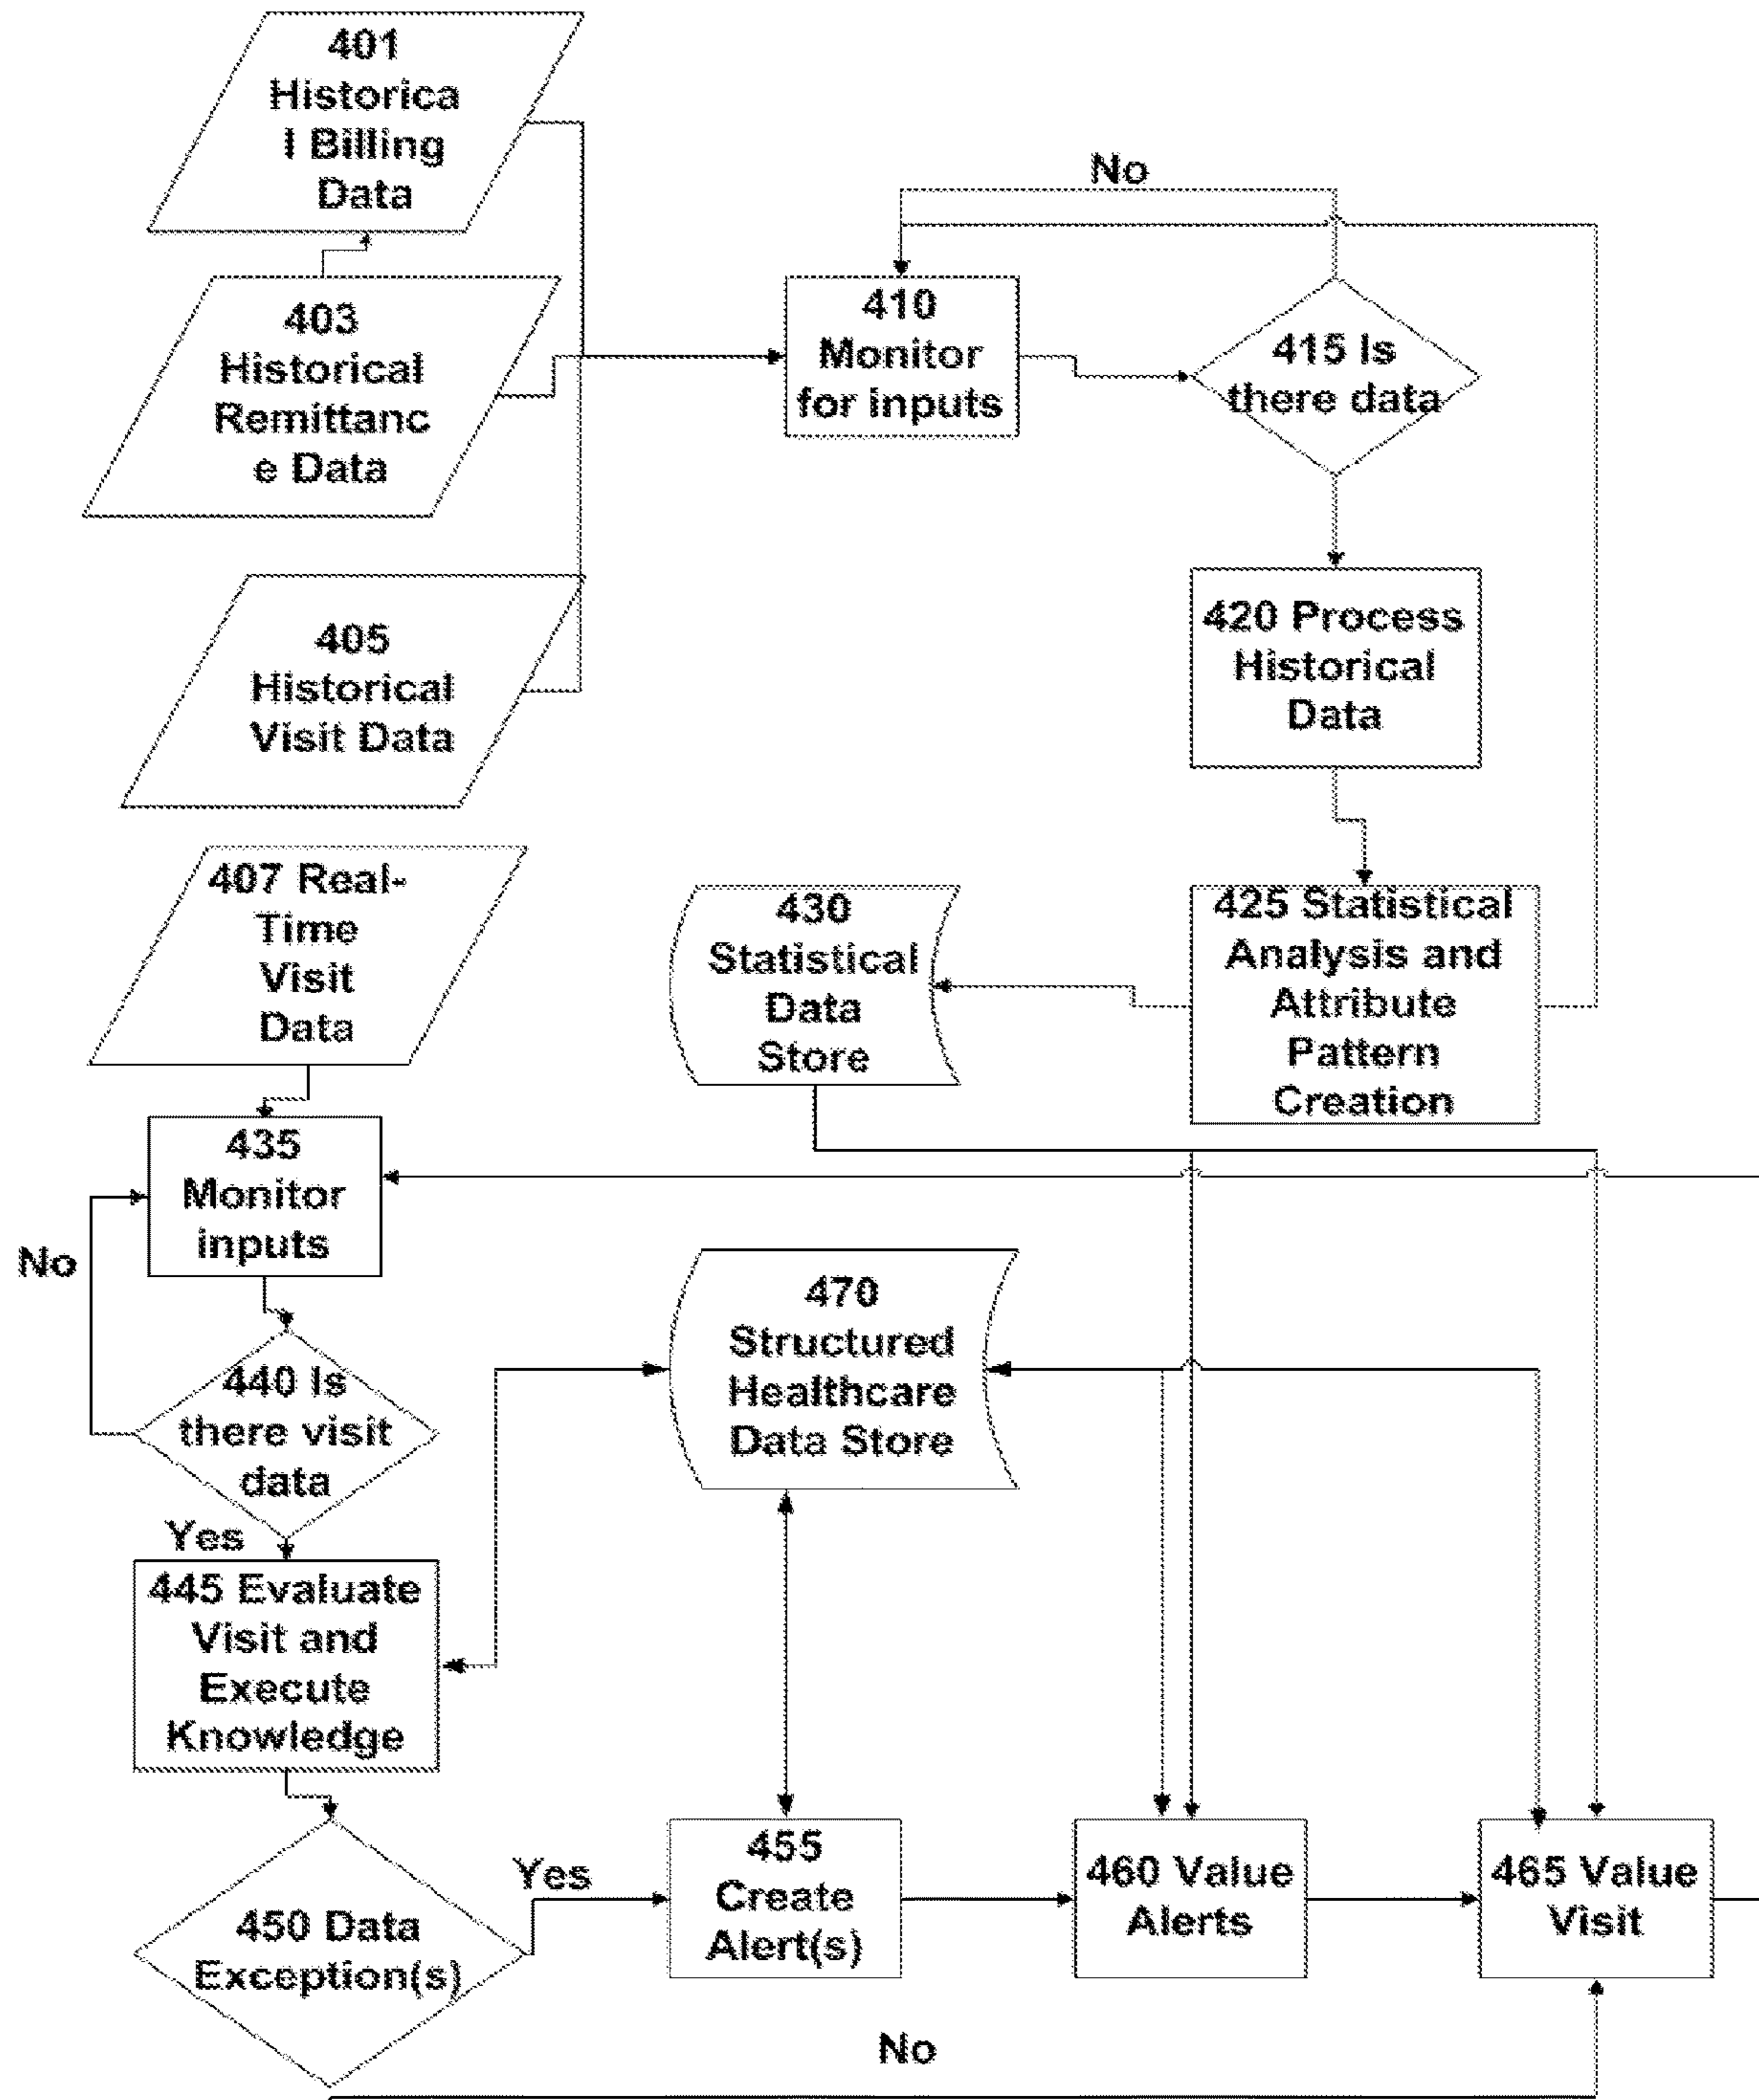 401
Historica
l Billing
Data
No
403
Historical
Remittanc
e Data
410
Monitor
for inputs
415 Is
there data
405
Historical
Visit Data
420 Process
Historical
Data
407 Real-
Time
Visit
Data
430
Statistical
Data
Store
425 Statistical
Analysis and
Attribute
Pattern
Creation
435
Monitor
inputs
No
470
Structured
Healthcare
Data Store
440 Is
there visit
data
Yes
445 Evaluate
Visit and
Execute
Knowledge
450 Data
Exception(s)
Yes
455
Create
Alert(s)
460 Value
Alerts
465 Value
Visit
No